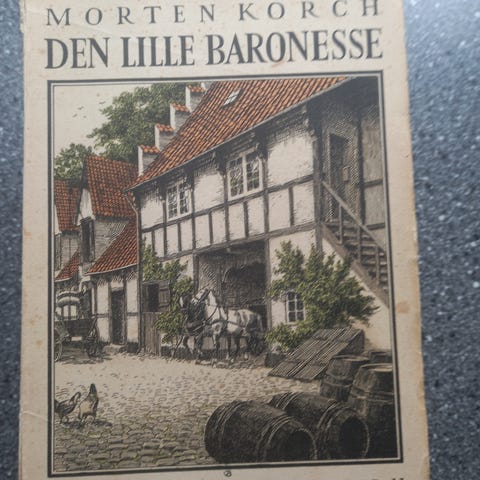 MORTEN KORCH
DEN LILLE BARONESSE